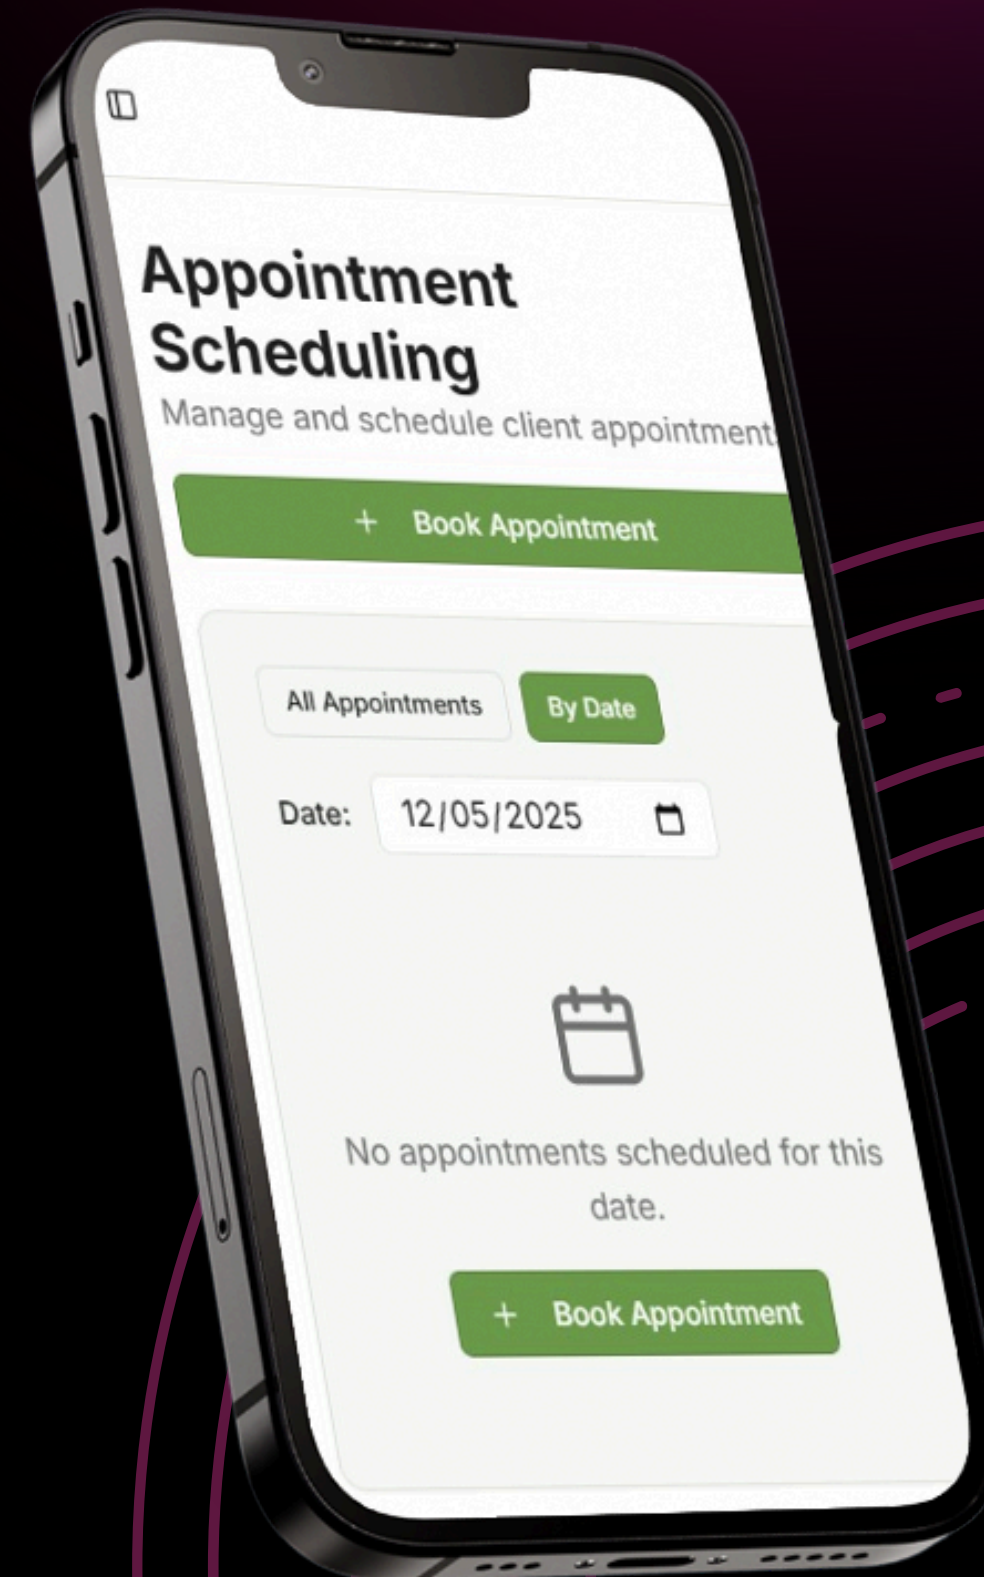 Appointment
Scheduling
Manage and schedule client appointments
+ Book Appointment
All Appointments
By Date
Date:
12/05/2025
No appointments scheduled for this
date.
+ Book Appointment